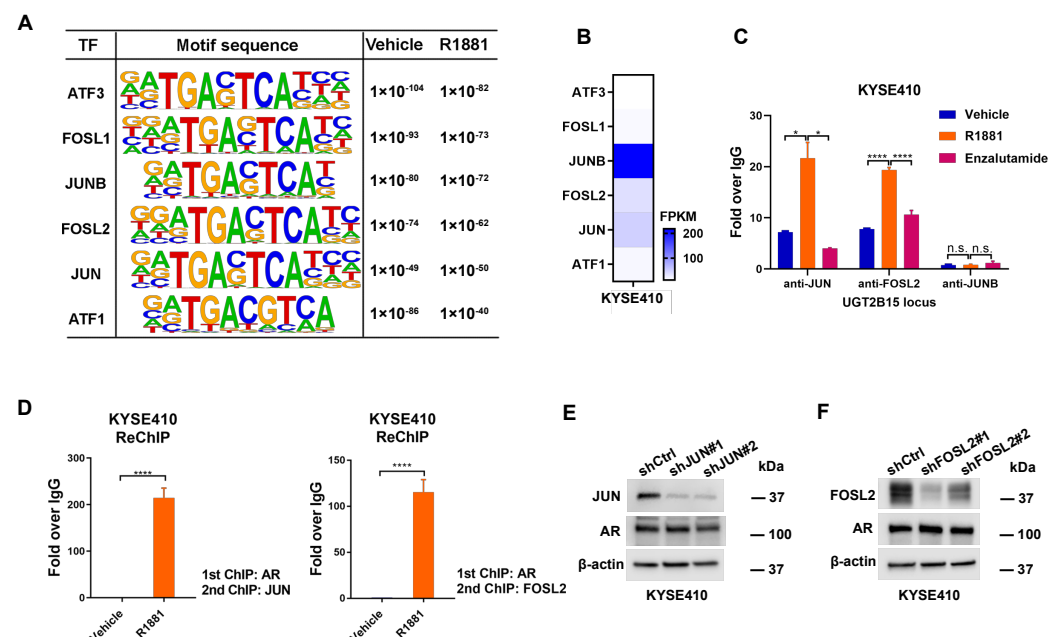 A
TF Motif sequence Vehicle R1881
ATF3 1×10-104 1×10-82
FOSL1 1×10-93 1×10-73
JUNB 1×10-80 1×10-72
FOSL2 1×10-74 1×10-62
JUN 1×10-49 1×10-50
ATF1 1×10-86 1×10-40
B
ATF3
FOSL1
JUNB
FOSL2
JUN
ATF1
KYSE410
FPKM
200
100
C
KYSE410
Fold over IgG
30
20
10
0
Vehicle
R1881
Enzalutamide
* *
**** ****
n.s. n.s.
anti-JUN anti-FOSL2 anti-JUNB
UGT2B15 locus
D
KYSE410
ReChIP
Fold over IgG
300
200
100
0
****
Vehicle R1881
1st ChIP: AR
2nd ChIP: JUN
KYSE410
ReChIP
Fold over IgG
150
100
50
0
****
Vehicle R1881
1st ChIP: AR
2nd ChIP: FOSL2
E
shCtrl shJUN#1 shJUN#2 kDa
JUN — 37
AR — 100
β-actin — 37
KYSE410
F
shCtrl shFOSL2#1 shFOSL2#2 kDa
FOSL2 — 37
AR — 100
β-actin — 37
KYSE410